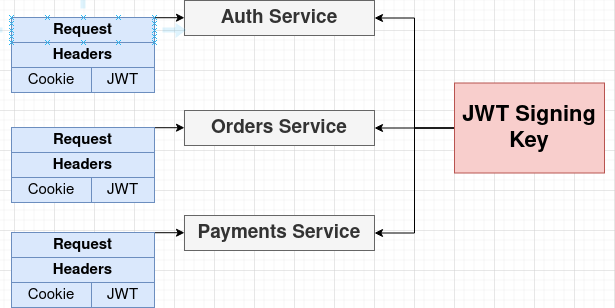 Request
Headers
Cookie JWT
Auth Service
Request
Headers
Cookie JWT
Orders Service
Request
Headers
Cookie JWT
Payments Service
JWT Signing
Key